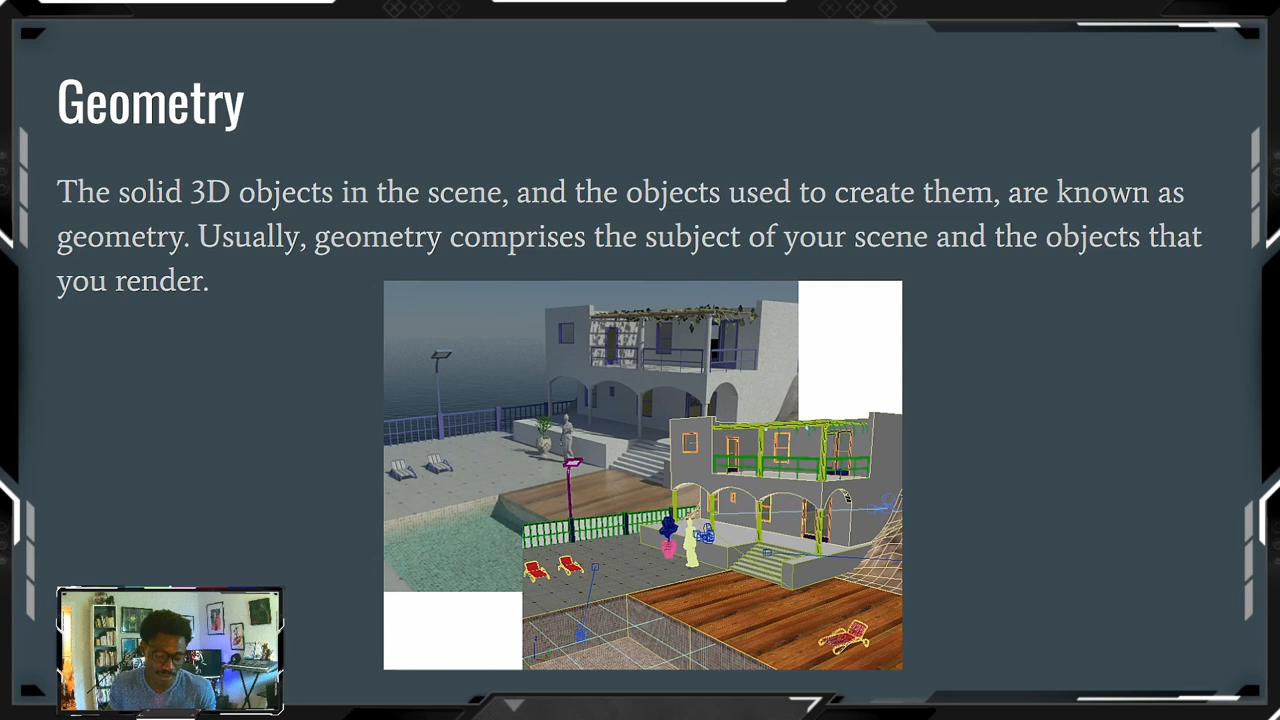 Geometry
The solid 3D objects in the scene, and the objects used to create them, are known as
geometry. Usually, geometry comprises the subject of your scene and the objects that
you render.